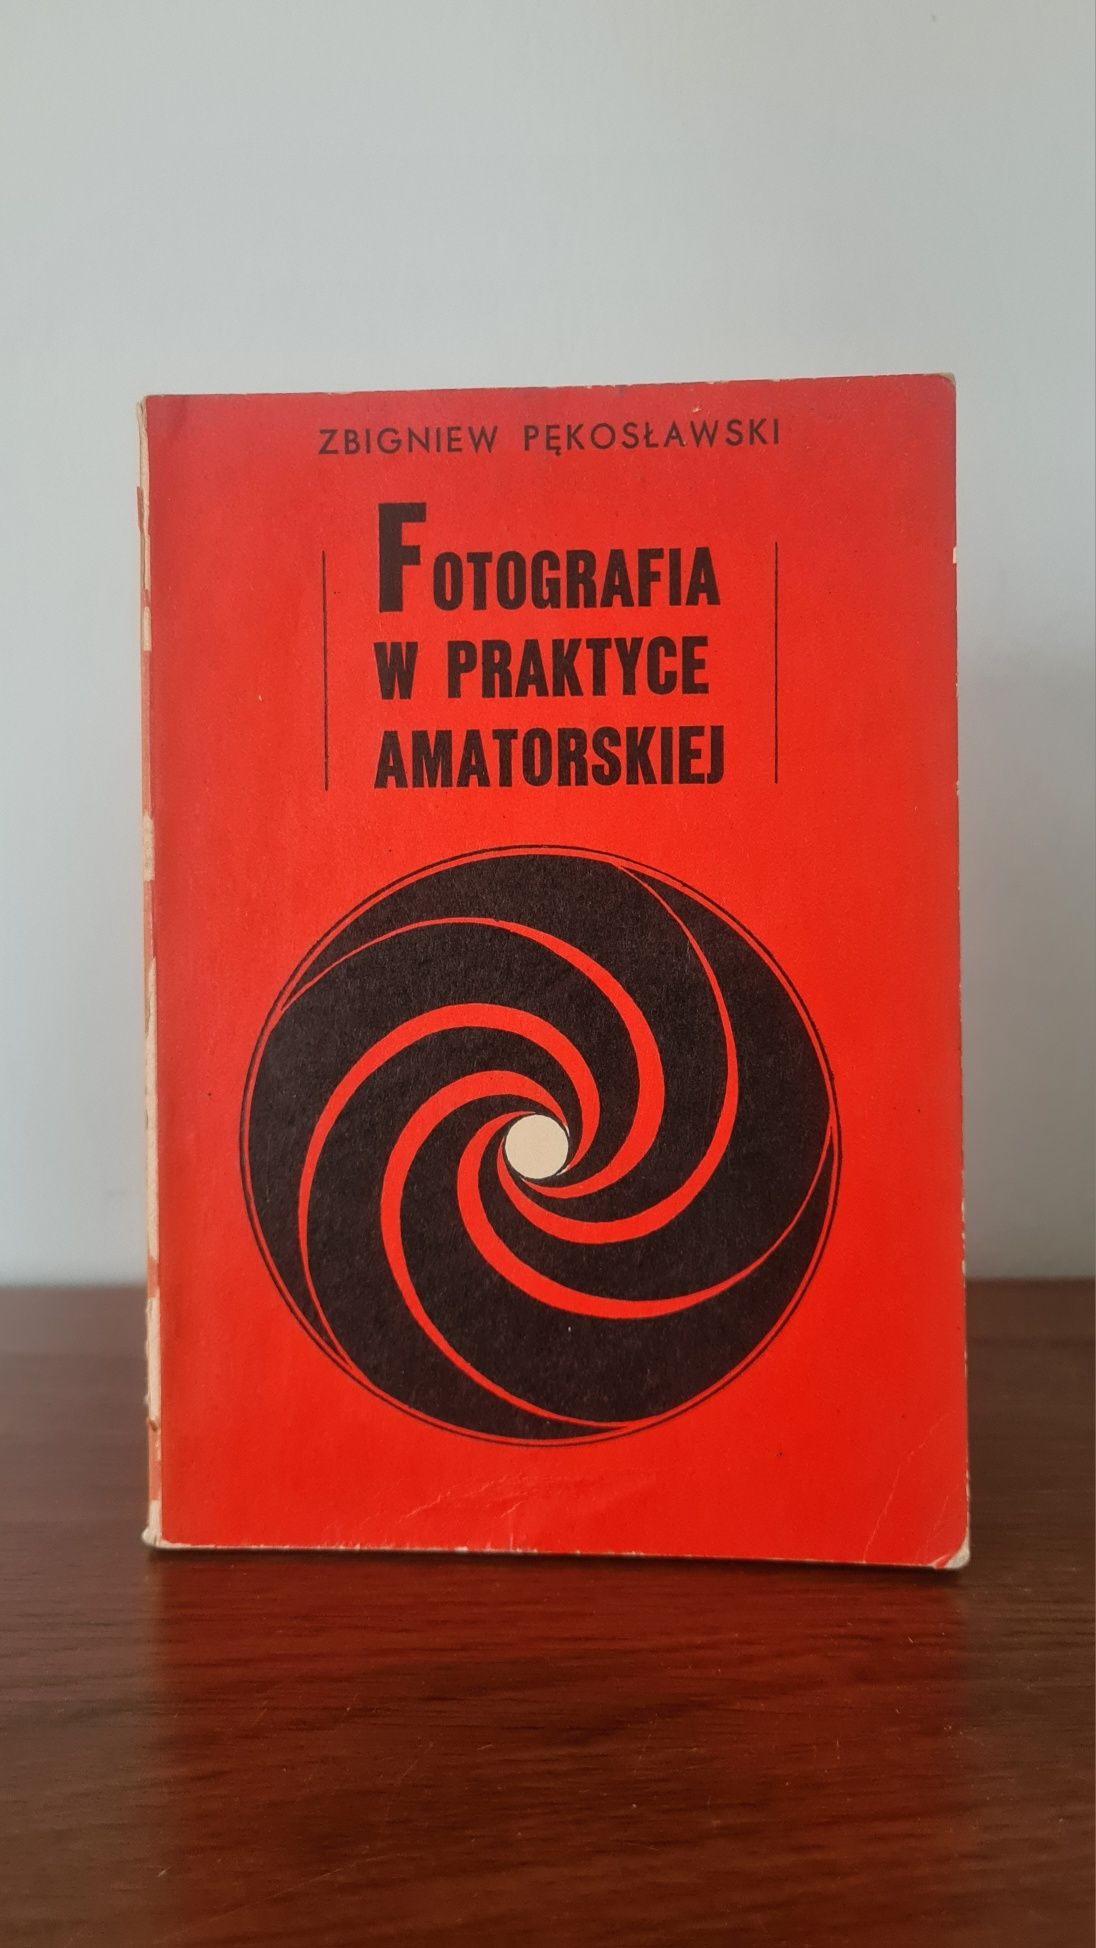 ZBIGNIEW PĘKOSŁAWSKI
FOTOGRAFIA
W PRAKTYCE
AMATORSKIEJ